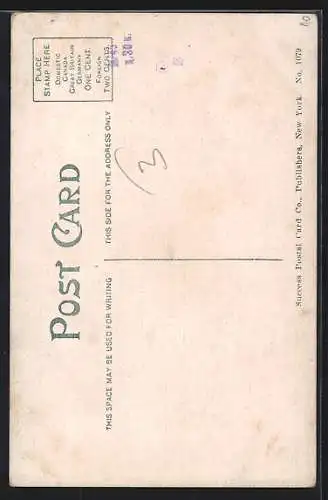 POST CARD
THIS SPACE MAY BE USED FOR WRITING
THIS SIDE FOR THE ADDRESS ONLY
PLACE
STAMP HERE
DOMESTIC
CANADA
GREAT BRITAIN
GERMANY
ONE CENT.
FOREIGN
TWO CENTS.
3
Success Postal Card Co., Publishers, New York No. 1079